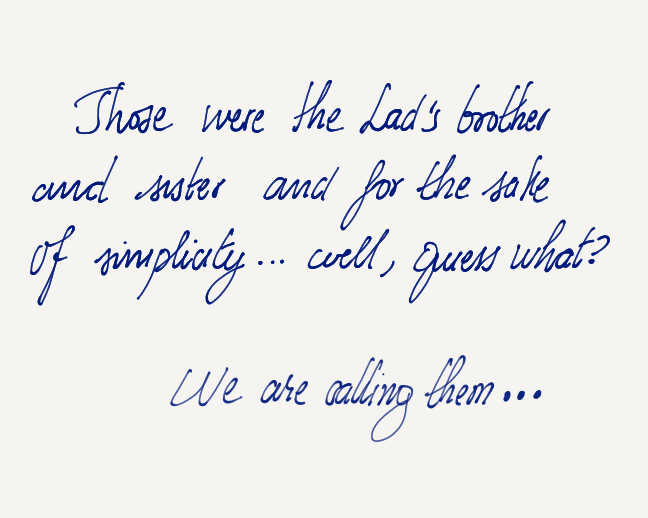 Those were the Lad's brother
and sister and for the sake
of simplicity... well, guess what?
We are calling them...